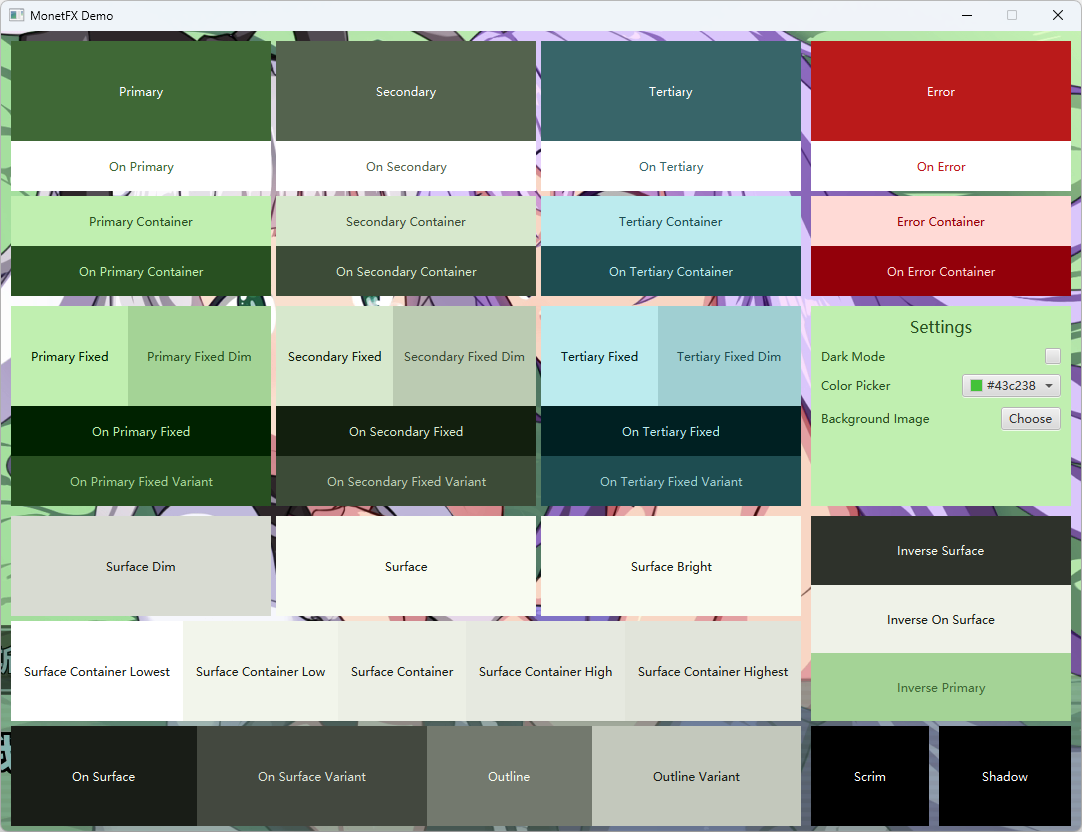 MonetFX Demo
Primary
Secondary
Tertiary
Error
On Primary
On Secondary
On Tertiary
On Error
Primary Container
Secondary Container
Tertiary Container
Error Container
On Primary Container
On Secondary Container
On Tertiary Container
On Error Container
Primary Fixed
Primary Fixed Dim
Secondary Fixed
Secondary Fixed Dim
Tertiary Fixed
Tertiary Fixed Dim
On Primary Fixed
On Secondary Fixed
On Tertiary Fixed
On Primary Fixed Variant
On Secondary Fixed Variant
On Tertiary Fixed Variant
Settings
Dark Mode
Color Picker
#43c238
Background Image
Choose
Surface Dim
Surface
Surface Bright
Inverse Surface
Inverse On Surface
Inverse Primary
Surface Container Lowest
Surface Container Low
Surface Container
Surface Container High
Surface Container Highest
On Surface
On Surface Variant
Outline
Outline Variant
Scrim
Shadow